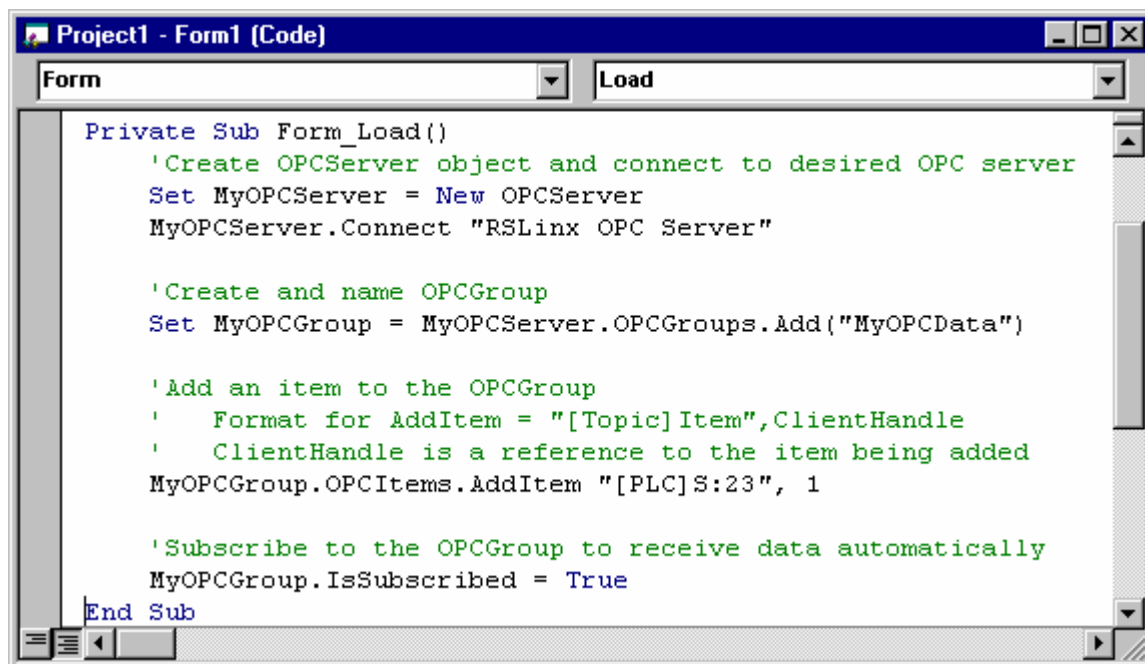 Project1 - Form1 (Code)
Form Load
Private Sub Form_Load()
'Create OPCServer object and connect to desired OPC server
Set MyOPCServer = New OPCServer
MyOPCServer.Connect "RSLinx OPC Server"
'Create and name OPCGroup
Set MyOPCGroup = MyOPCServer.OPCGroups.Add("MyOPCData")
'Add an item to the OPCGroup
'   Format for AddItem = "[Topic]Item",ClientHandle
'   ClientHandle is a reference to the item being added
MyOPCGroup.OPCItems.AddItem "[PLC]S:23", 1
'Subscribe to the OPCGroup to receive data automatically
MyOPCGroup.IsSubscribed = True
End Sub